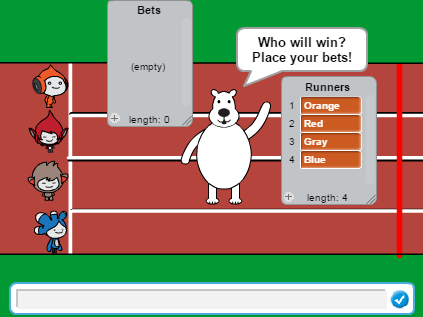 Bets
(empty)
+ length: 0
Who will win?
Place your bets!
Runners
1 Orange
2 Red
3 Gray
4 Blue
+ length: 4